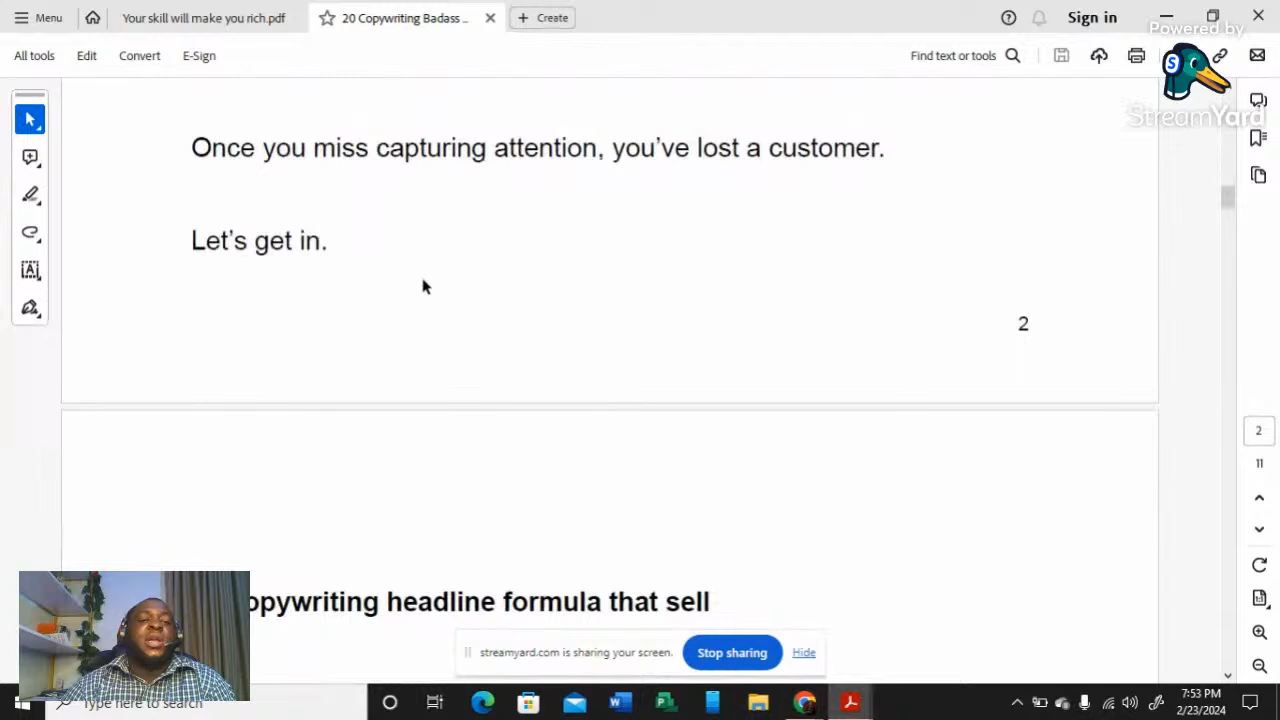 Menu
Your skill will make you rich.pdf
20 Copywriting Badass ...
Create
Sign in
All tools
Edit
Convert
E-Sign
Find text or tools
Powered by
StreamYard
Once you miss capturing attention, you've lost a customer.
Let's get in.
2
2
11
opywriting headline formula that sell
streamyard.com is sharing your screen.
Stop sharing
Hide
Type here to search
7:53 PM
2/23/2024